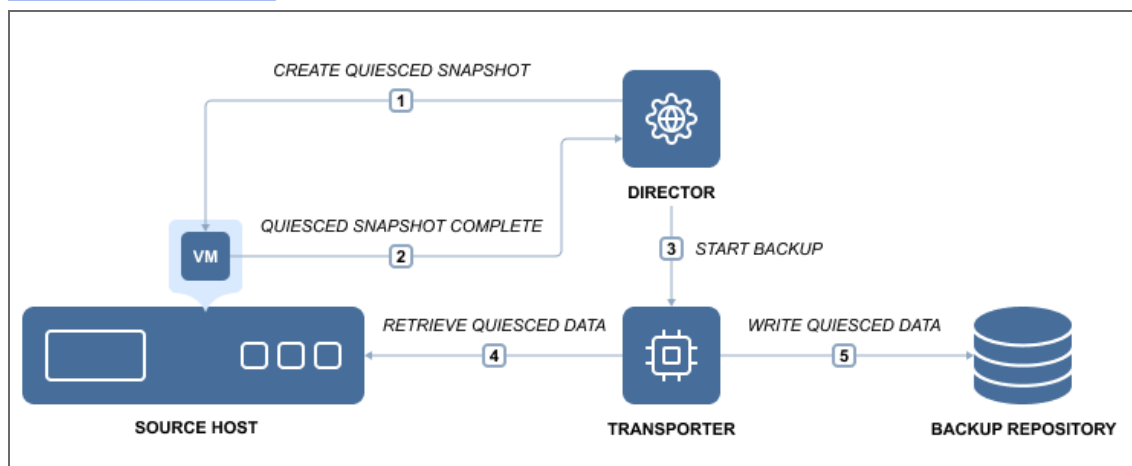 CREATE QUIESCED SNAPSHOT
1
DIRECTOR
QUIESCED SNAPSHOT COMPLETE
VM
2
3
START BACKUP
RETRIEVE QUIESCED DATA
WRITE QUIESCED DATA
4
5
SOURCE HOST
TRANSPORTER
BACKUP REPOSITORY